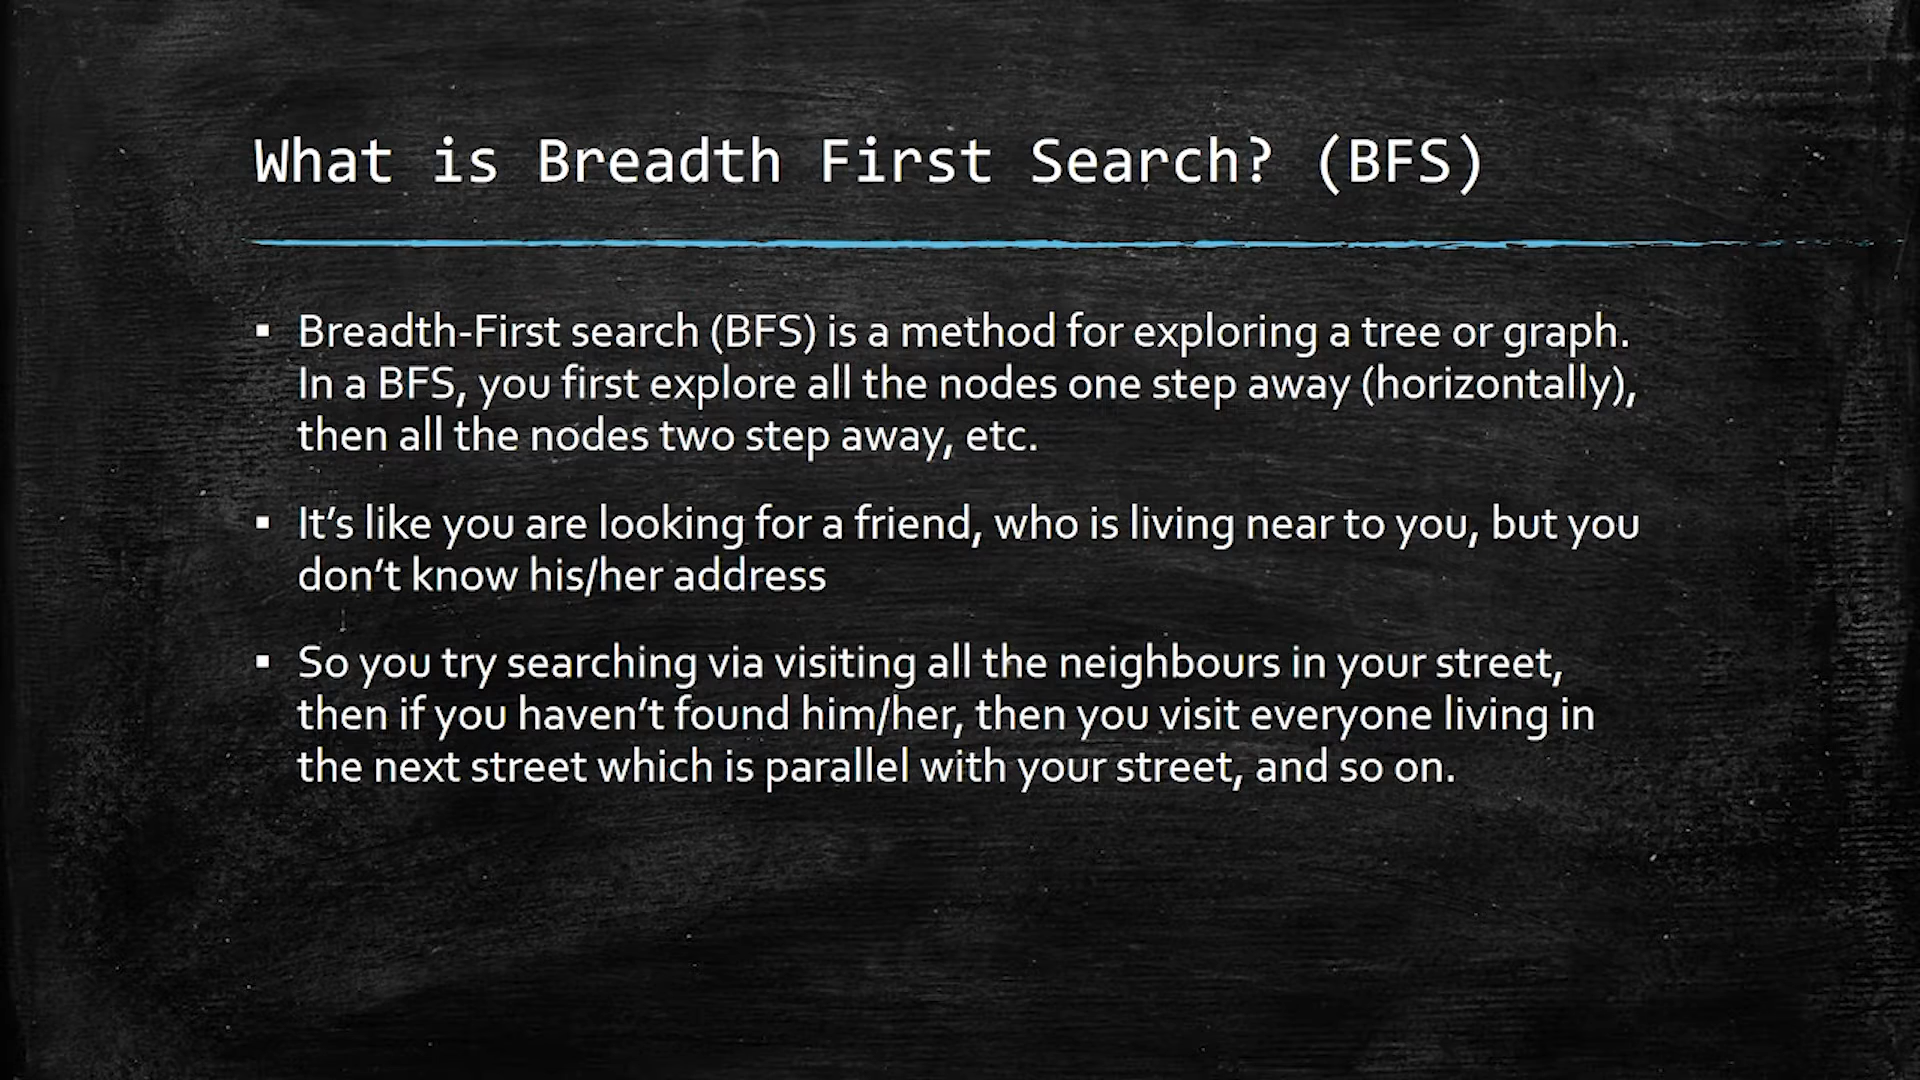 What is Breadth First Search? (BFS)
▪ Breadth-First search (BFS) is a method for exploring a tree or graph.
In a BFS, you first explore all the nodes one step away (horizontally),
then all the nodes two step away, etc.
▪ It’s like you are looking for a friend, who is living near to you, but you
don’t know his/her address
▪ So you try searching via visiting all the neighbours in your street,
then if you haven’t found him/her, then you visit everyone living in
the next street which is parallel with your street, and so on.